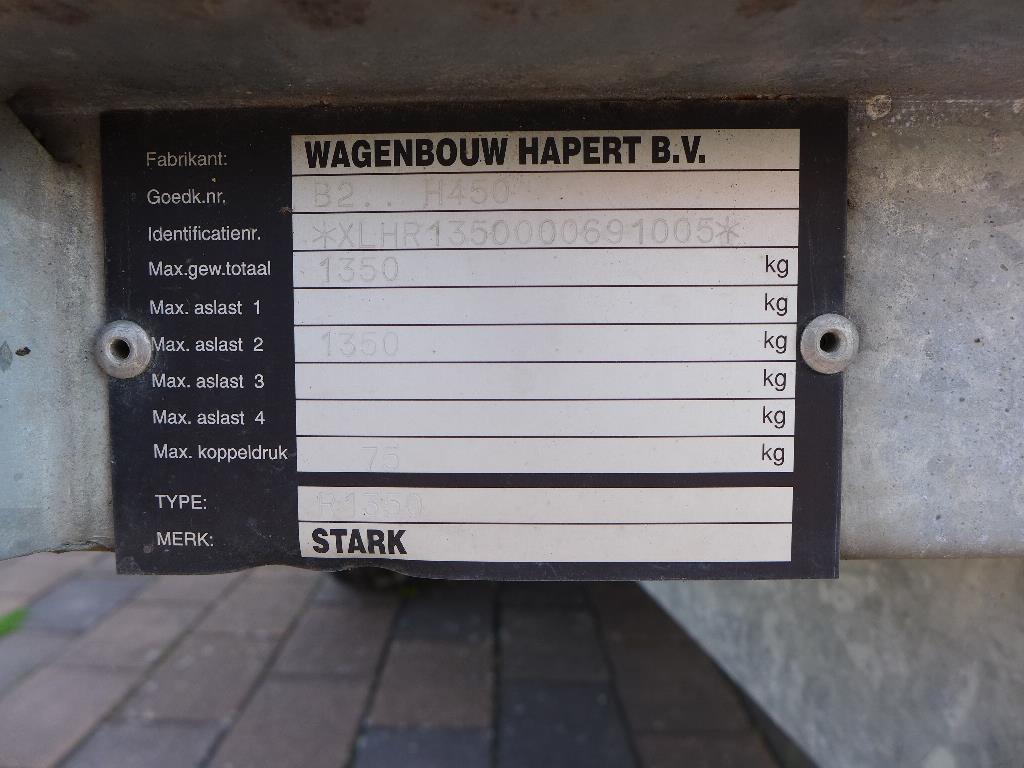 Fabrikant: WAGENBOUW HAPERT B.V.
Goedk.nr. B2.. H450
Identificatienr. *XLHR1350000691005*
Max.gew.totaal 1350 kg
Max. aslast 1 kg
Max. aslast 2 1350 kg
Max. aslast 3 kg
Max. aslast 4 kg
Max. koppeldruk 75 kg
TYPE: R1350
MERK: STARK